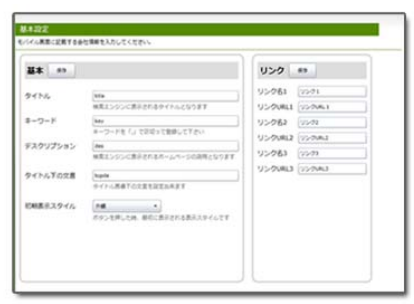 基本設定
モバイル画面に記載する会社情報を入力してください。
基本 保存
タイトル title
検索エンジンに表示されるタイトルとなります
キーワード key
キーワードを「,」で区切って登録して下さい
デスクリプション des
検索エンジンに表示されるホームページの説明となります
タイトル下の文言 topde
タイトル直下の文言を設定出来ます
初期表示スタイル
ボタンを押した後、最初に表示される表示スタイルです
リンク 保存
リンク名1 リンク1
リンクURL1 リンクURL1
リンク名2 リンク2
リンクURL2 リンクURL2
リンク名3 リンク3
リンクURL3 リンクURL3